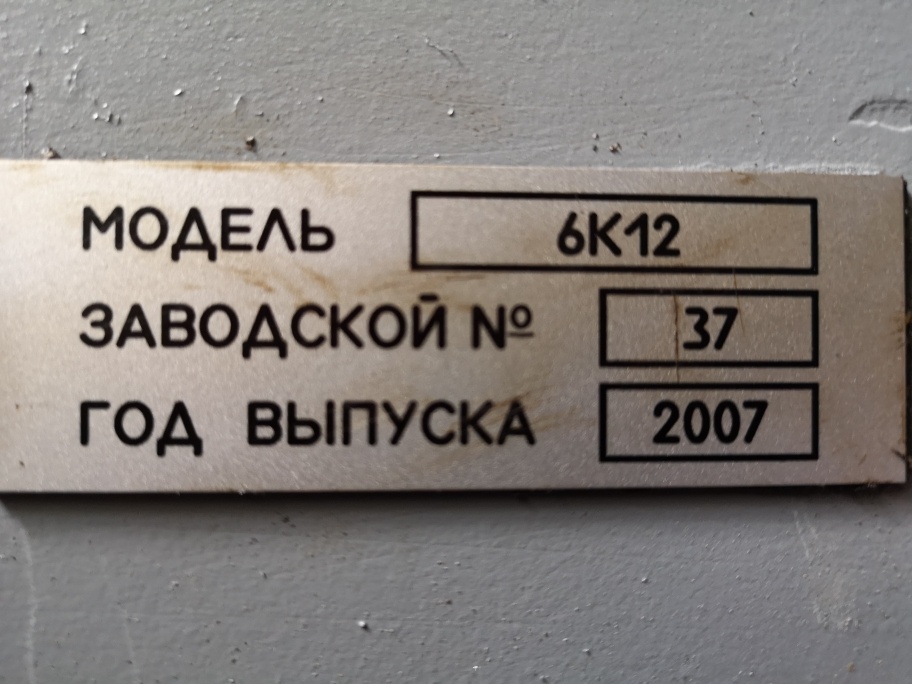 МОДЕЛЬ 6К12
ЗАВОДСКОЙ № 37
ГОД ВЫПУСКА 2007